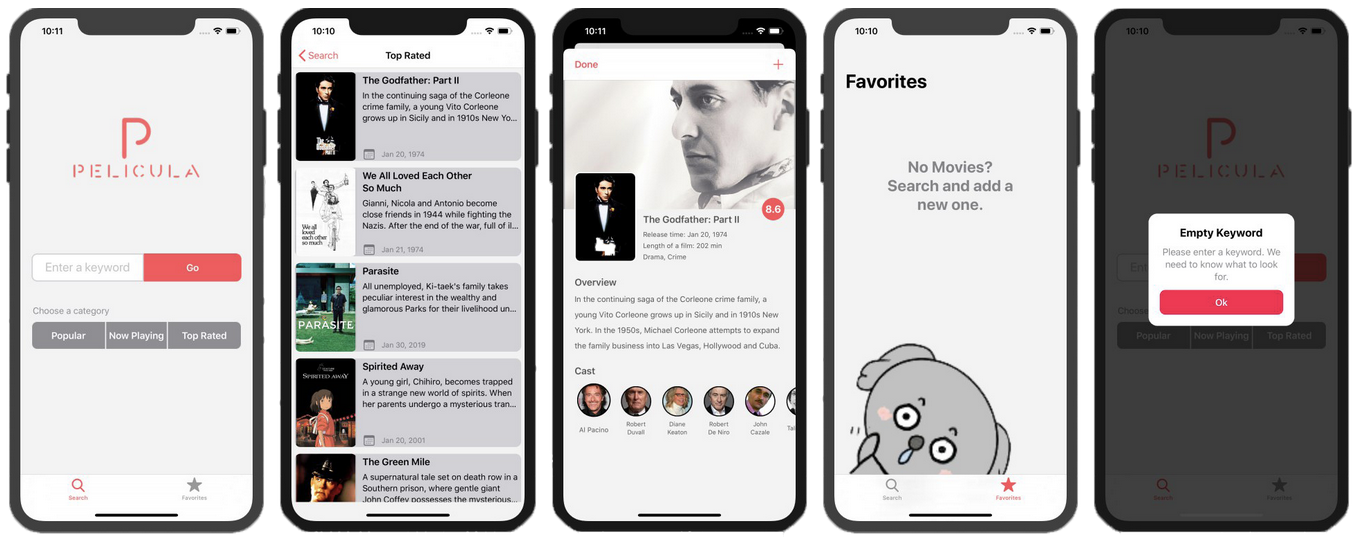 10:11
P
PELICULA
Enter a keyword
Go
Choose a category
Popular
Now Playing
Top Rated
Search
Favorites
10:10
Search
Top Rated
The Godfather: Part II
In the continuing saga of the Corleone
crime family, a young Vito Corleone
grows up in Sicily and in 1910s New Yo...
Jan 20, 1974
We All Loved Each Other
So Much
Gianni, Nicola and Antonio become
close friends in 1944 while fighting the
Nazis. After the end of the war, full of il...
Jan 21, 1974
We all
loved
each other
so much
Parasite
All unemployed, Ki-taek's family takes
peculiar interest in the wealthy and
glamorous Parks for their livelihood un...
Jan 30, 2019
PARASITE
Spirited Away
A young girl, Chihiro, becomes trapped
in a strange new world of spirits. When
her parents undergo a mysterious tran...
Jan 20, 2001
SPIRITED AWAY
The Green Mile
A supernatural tale set on death row in a
Southern prison, where gentle giant
John Coffey possesses the mysterious...
10:11
Done
8.6
The Godfather: Part II
Release time: Jan 20, 1974
Length of a film: 202 min
Drama, Crime
Overview
In the continuing saga of the Corleone crime family, a
young Vito Corleone grows up in Sicily and in 1910s New
York. In the 1950s, Michael Corleone attempts to expand
the family business into Las Vegas, Hollywood and Cuba.
Cast
Al Pacino
Robert
Duvall
Diane
Keaton
Robert
De Niro
John
Cazale
10:10
Favorites
No Movies?
Search and add a
new one.
Search
Favorites
10:10
P
PELICULA
Empty Keyword
Please enter a keyword. We
need to know what to look
for.
Ok
Popular
Now Playing
Top Rated
Search
Favorites